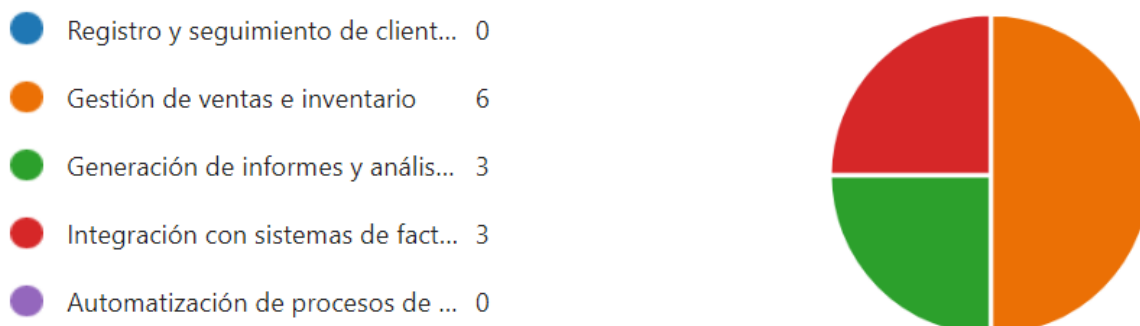 Registro y seguimiento de client... 0
Gestión de ventas e inventario 6
Generación de informes y anális... 3
Integración con sistemas de fact... 3
Automatización de procesos de ... 0